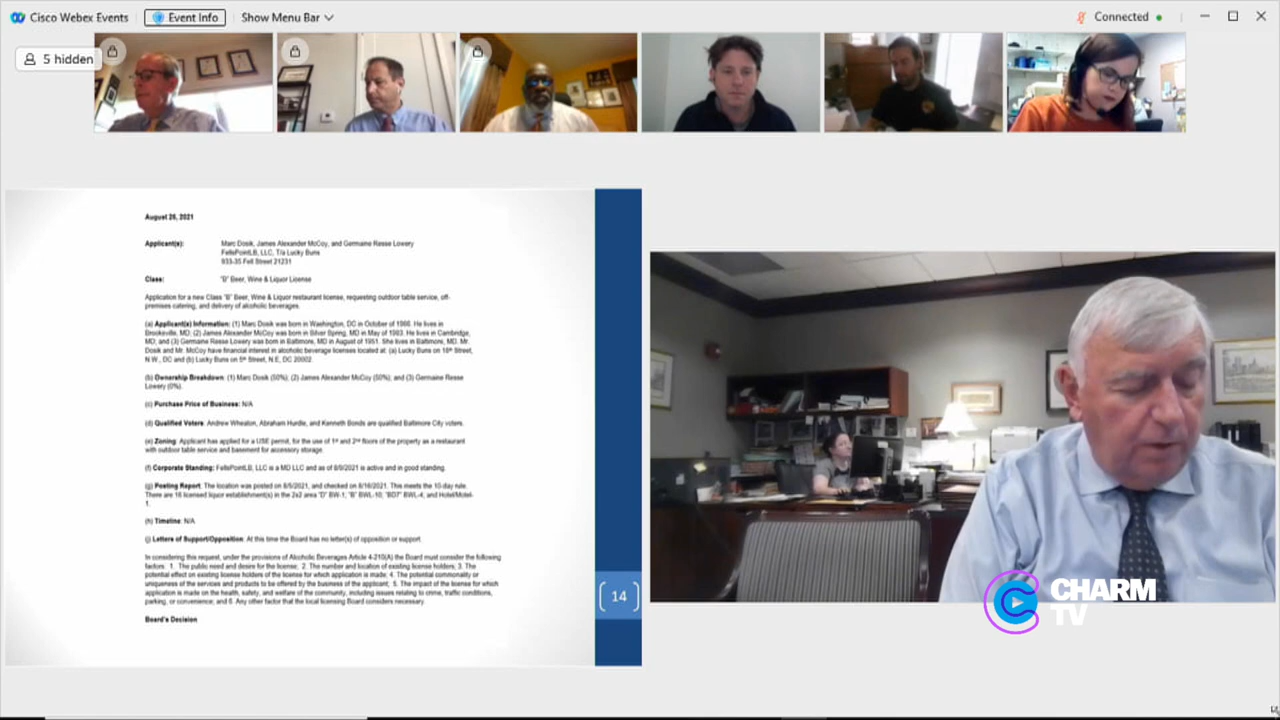 Cisco Webex Events
Event Info
Show Menu Bar
Connected
5 hidden
August 26, 2021
Applicant(s):
Marc Dosik, James Alexander McCoy, and Germaine Resse Lowery
FellsPointLB, LLC, T/a Lucky Buns
933-35 Fell Street 21231
Class:
"B" Beer, Wine & Liquor License
Application for a new Class "B" Beer, Wine & Liquor restaurant license, requesting outdoor table service, off-
premises catering, and delivery of alcoholic beverages.
(a) Applicant(s) Information: (1) Marc Dosik was born in Washington, DC in October of 1986. He lives in
Brookville, MD; (2) James Alexander McCoy was born in Silver Spring, MD in May of 1983. He lives in Cambridge,
MD; and (3) Germaine Resse Lowery was born in Baltimore, MD in August of 1951. She lives in Baltimore, MD. Mr.
Dosik and Mr. McCoy have financial interest in alcoholic beverage licenses located at: (a) Lucky Buns on 18th Street,
N.W., DC and (b) Lucky Buns on 5th Street, N.E, DC 20002.
(b) Ownership Breakdown: (1) Marc Dosik (50%); (2) James Alexander McCoy (50%); and (3) Germaine Resse
Lowery (0%).
(c) Purchase Price of Business: N/A
(d) Qualified Voters: Andrew Wheaton, Abraham Hurdle, and Kenneth Bonds are qualified Baltimore City voters.
(e) Zoning: Applicant has applied for a USE permit, for the use of 1st and 2nd floors of the property as a restaurant
with outdoor table service and basement for accessory storage.
(f) Corporate Standing: FellsPointLB, LLC is a MD LLC and as of 8/9/2021 is active and in good standing.
(g) Posting Report: The location was posted on 8/5/2021, and checked on 8/16/2021. This meets the 10-day rule.
There are 16 licensed liquor establishment(s) in the 2x2 area "D" BW-1; "B" BWL-10; "BD7" BWL-4, and Hotel/Motel-
1.
(h) Timeline: N/A
(j) Letters of Support/Opposition: At this time the Board has no letter(s) of opposition or support.
In considering this request, under the provisions of Alcoholic Beverages Article 4-210(A) the Board must consider the following
factors: 1. The public need and desire for the license; 2. The number and location of existing license holders; 3. The
potential effect on existing license holders of the license for which application is made; 4. The potential commonality or
uniqueness of the services and products to be offered by the business of the applicant; 5. The impact of the license for which
application is made on the health, safety, and welfare of the community, including issues relating to crime, traffic conditions,
parking, or convenience; and 6. Any other factor that the local licensing Board considers necessary.
Board's Decision
14
CHARM
TV